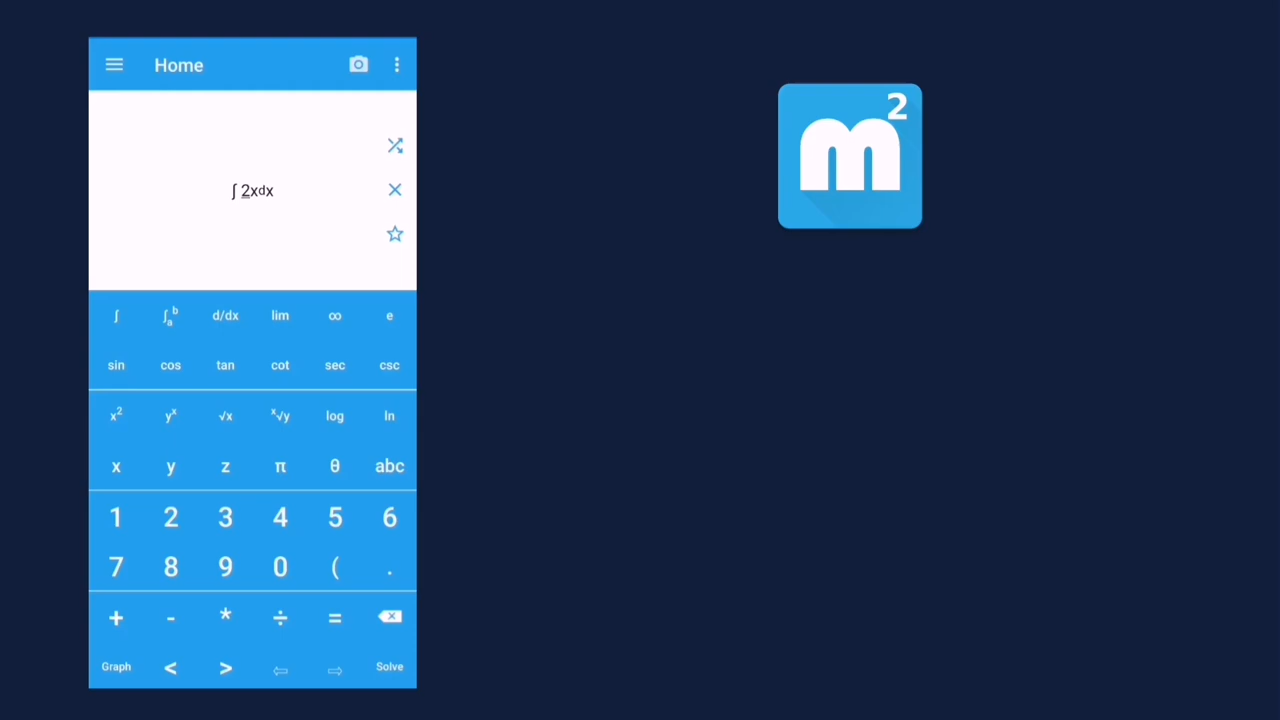 Home
∫ 2xdx
m²
∫ ∫ₐᵇ d/dx lim ∞ e
sin cos tan cot sec csc
x² yˣ √x ˣ√y log ln
x y z π θ abc
1 2 3 4 5 6
7 8 9 0 ( .
+ - * ÷ =
Graph < > ⇦ ⇨ Solve